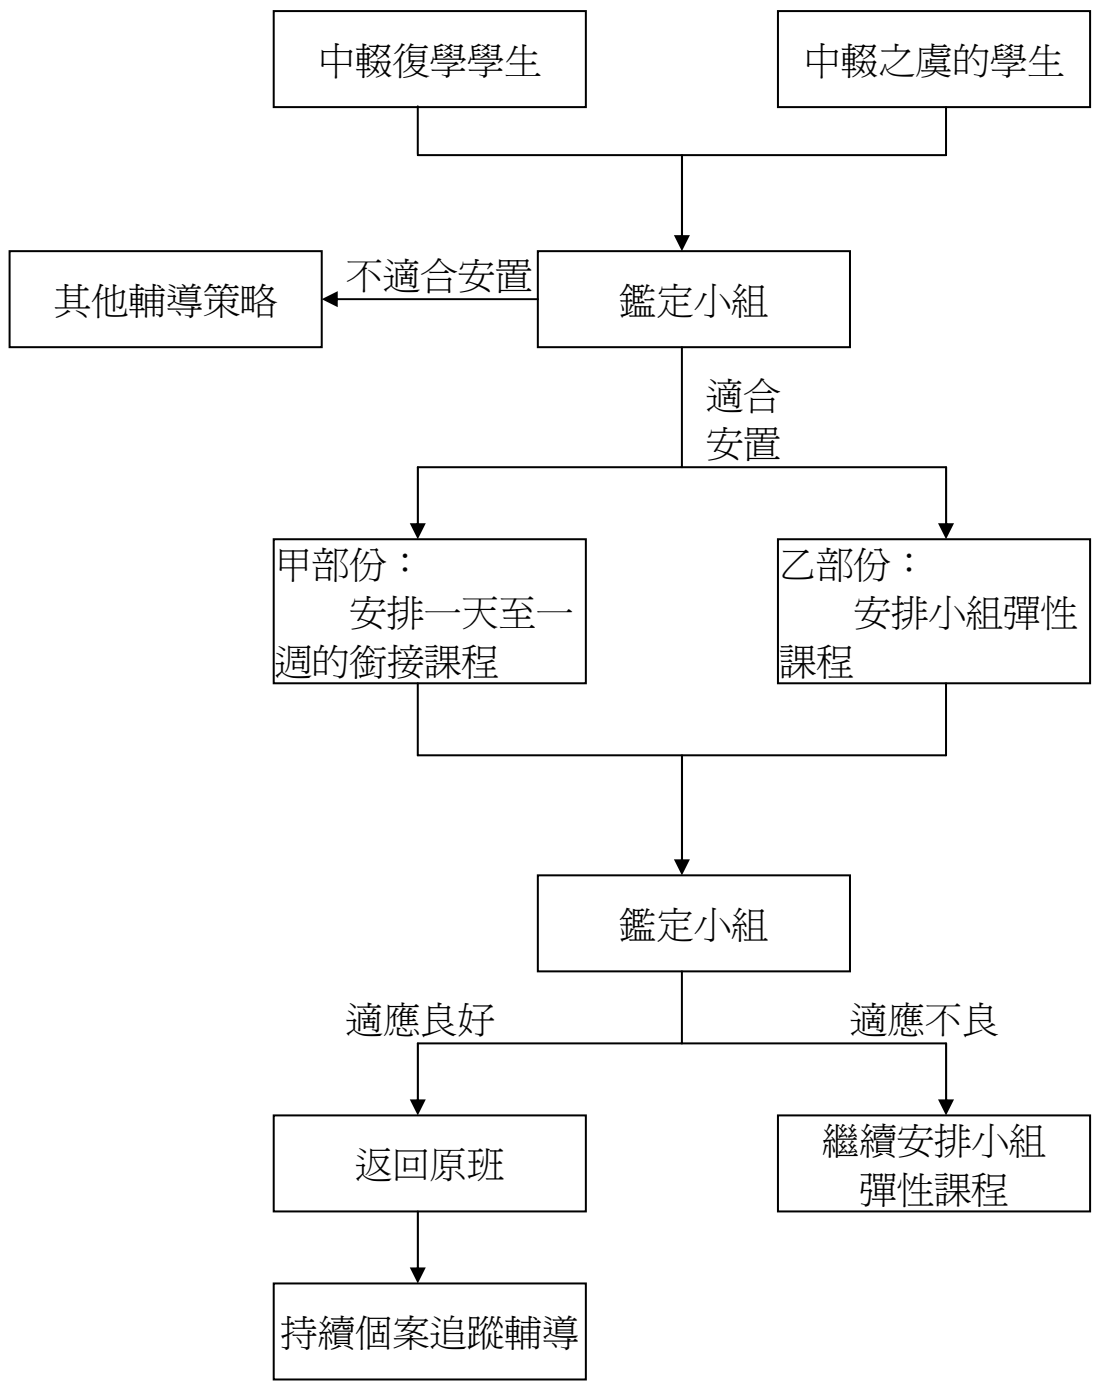 中輟復學學生
中輟之虞的學生
不適合安置
其他輔導策略
鑑定小組
適合
安置
甲部份：
安排一天至一
週的銜接課程
乙部份：
安排小組彈性
課程
鑑定小組
適應良好
適應不良
返回原班
繼續安排小組
彈性課程
持續個案追蹤輔導